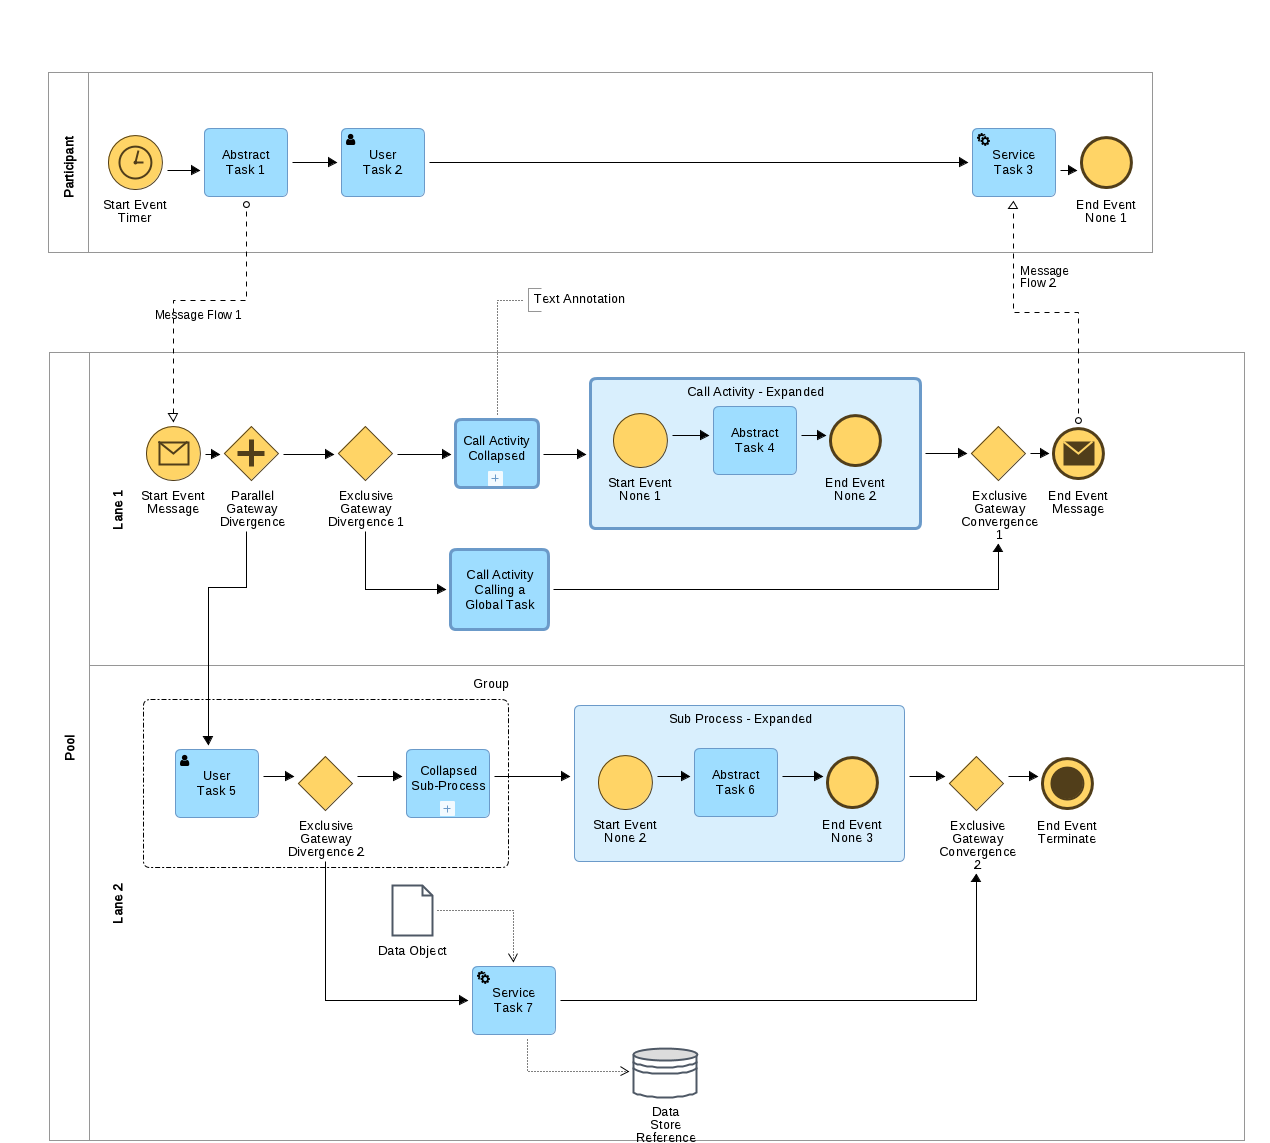 Participant
Start Event
Timer
Abstract
Task 1
User
Task 2
Service
Task 3
End Event
None 1
Message
Flow 2
Message Flow 1
Text Annotation
Pool
Lane 1
Start Event
Message
Parallel
Gateway
Divergence
Exclusive
Gateway
Divergence 1
Call Activity
Collapsed
Call Activity - Expanded
Start Event
None 1
Abstract
Task 4
End Event
None 2
Exclusive
Gateway
Convergence
1
End Event
Message
Call Activity
Calling a
Global Task
Lane 2
Group
User
Task 5
Exclusive
Gateway
Divergence 2
Collapsed
Sub-Process
Sub Process - Expanded
Start Event
None 2
Abstract
Task 6
End Event
None 3
Exclusive
Gateway
Convergence
2
End Event
Terminate
Data Object
Service
Task 7
Data
Store
Reference